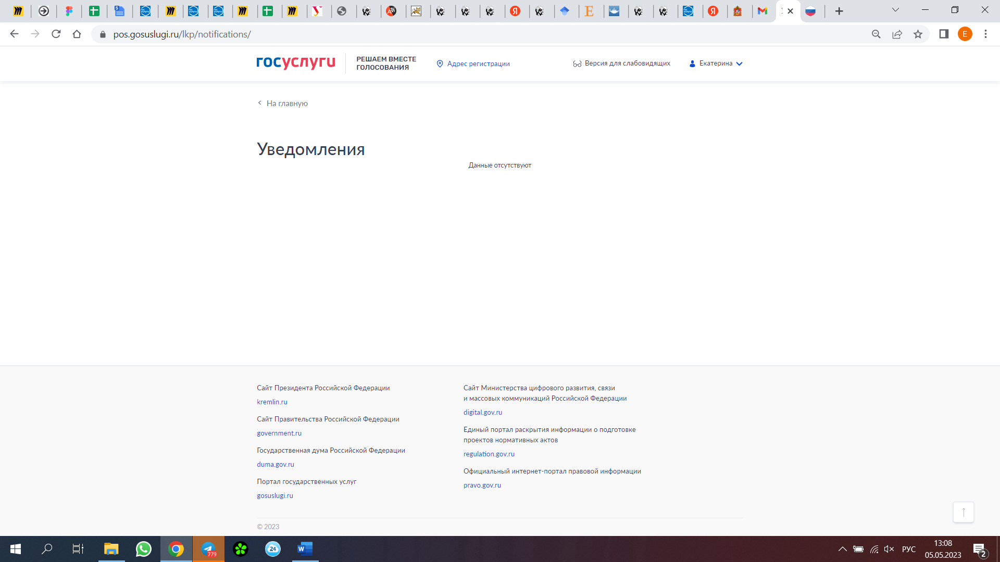 pos.gosuslugi.ru/lkp/notifications/
E
госуслуги
РЕШАЕМ ВМЕСТЕ
ГОЛОСОВАНИЯ
Адрес регистрации
Версия для слабовидящих
Екатерина
На главную
Уведомления
Данные отсутствуют
Сайт Президента Российской Федерации
kremlin.ru
Сайт Правительства Российской Федерации
government.ru
Государственная дума Российской Федерации
duma.gov.ru
Портал государственных услуг
gosuslugi.ru
Сайт Министерства цифрового развития, связи
и массовых коммуникаций Российской Федерации
digital.gov.ru
Единый портал раскрытия информации о подготовке
проектов нормативных актов
regulation.gov.ru
Официальный интернет-портал правовой информации
pravo.gov.ru
© 2023
779
24
W
РУС
13:08
05.05.2023
2